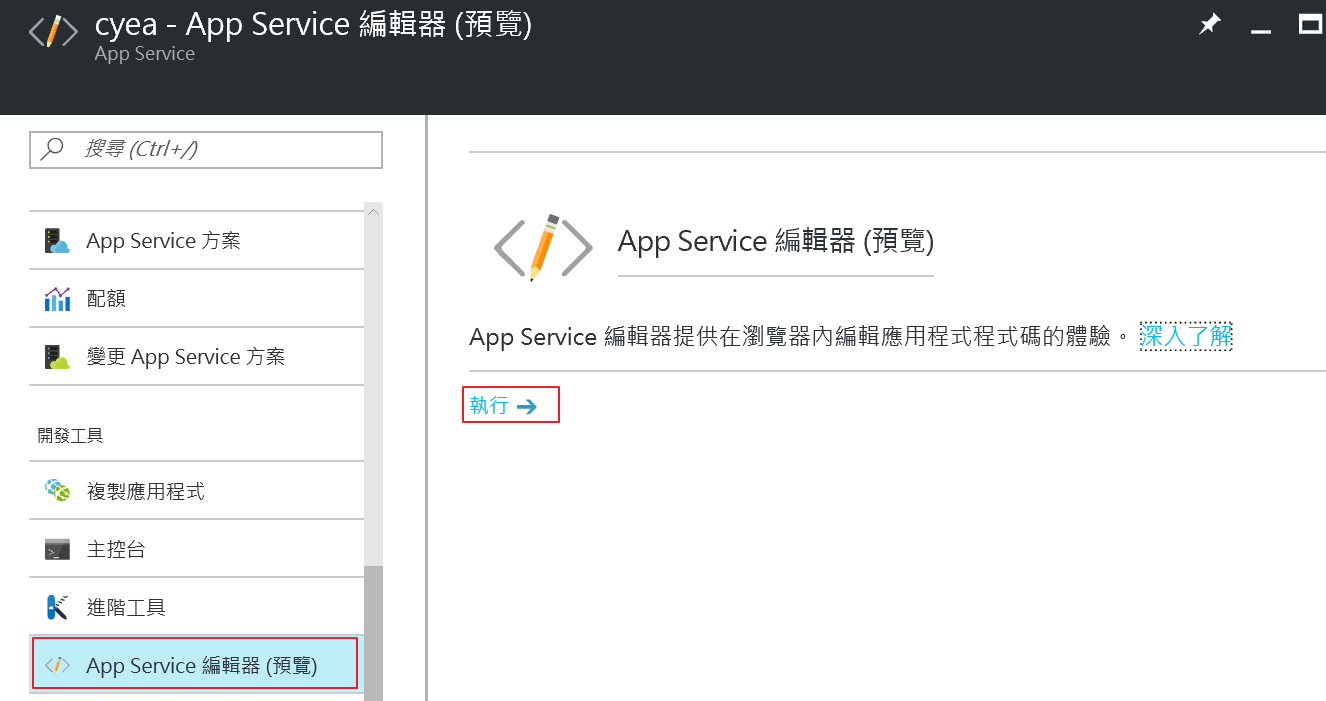 cyea - App Service 編輯器 (預覽)
App Service
搜尋 (Ctrl+/)
App Service 方案
配額
變更 App Service 方案
開發工具
複製應用程式
主控台
進階工具
App Service 編輯器 (預覽)
App Service 編輯器 (預覽)
App Service 編輯器提供在瀏覽器內編輯應用程式程式碼的體驗。 深入了解
執行 →